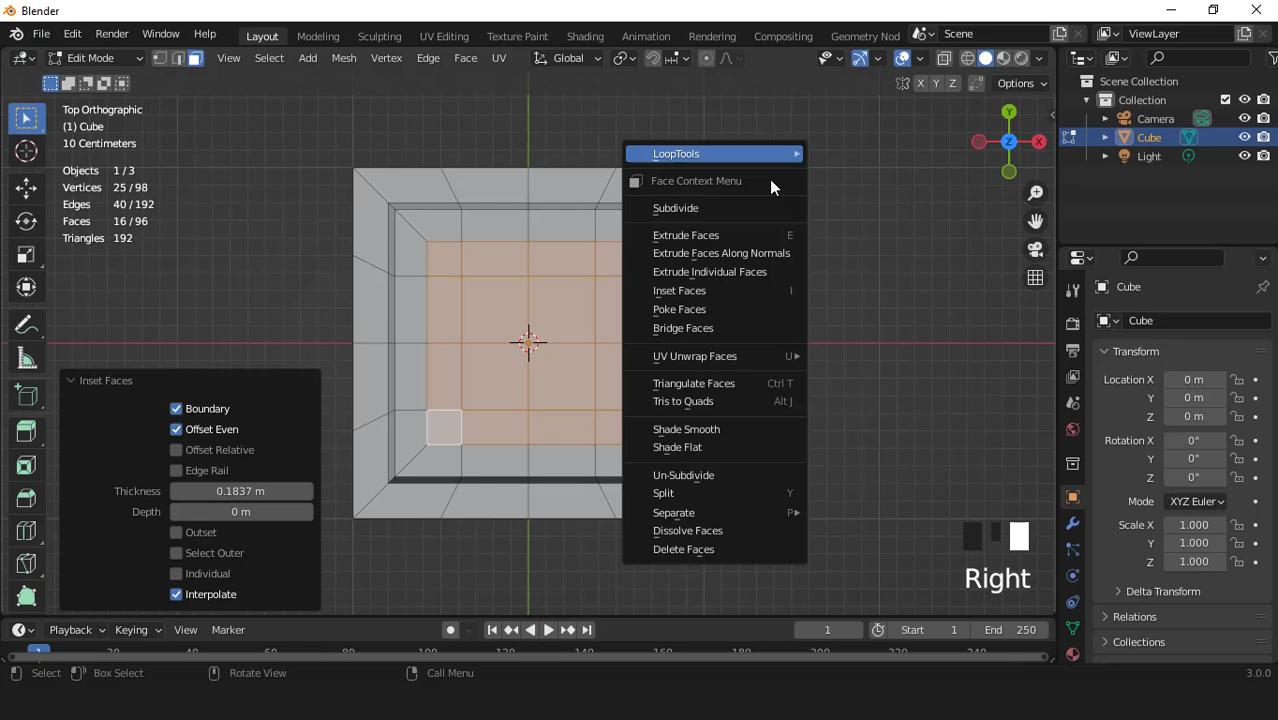 Blender
File Edit Render Window Help
Layout Modeling Sculpting UV Editing Texture Paint Shading Animation Rendering Compositing Geometry Nod
Scene
ViewLayer
Edit Mode
View Select Add Mesh Vertex Edge Face UV
Global
X Y Z
Options
Top Orthographic
(1) Cube
10 Centimeters
Objects 1 / 3
Vertices 25 / 98
Edges 40 / 192
Faces 16 / 96
Triangles 192
Inset Faces
Boundary
Offset Even
Offset Relative
Edge Rail
Thickness 0.1837 m
Depth 0 m
Outset
Select Outer
Individual
Interpolate
LoopTools
Face Context Menu
Subdivide
Extrude Faces E
Extrude Faces Along Normals
Extrude Individual Faces
Inset Faces I
Poke Faces
Bridge Faces
UV Unwrap Faces U
Triangulate Faces Ctrl T
Tris to Quads Alt J
Shade Smooth
Shade Flat
Un-Subdivide
Split Y
Separate P
Dissolve Faces
Delete Faces
Y
Z
X
Right
Scene Collection
Collection
Camera
Cube
Light
Cube
Cube
Transform
Location X 0 m
Y 0 m
Z 0 m
Rotation X 0°
Y 0°
Z 0°
Mode XYZ Euler
Scale X 1.000
Y 1.000
Z 1.000
Delta Transform
Relations
Collections
Playback Keying View Marker
1
Start 1
End 250
1
Select Box Select Rotate View Call Menu
3.0.0